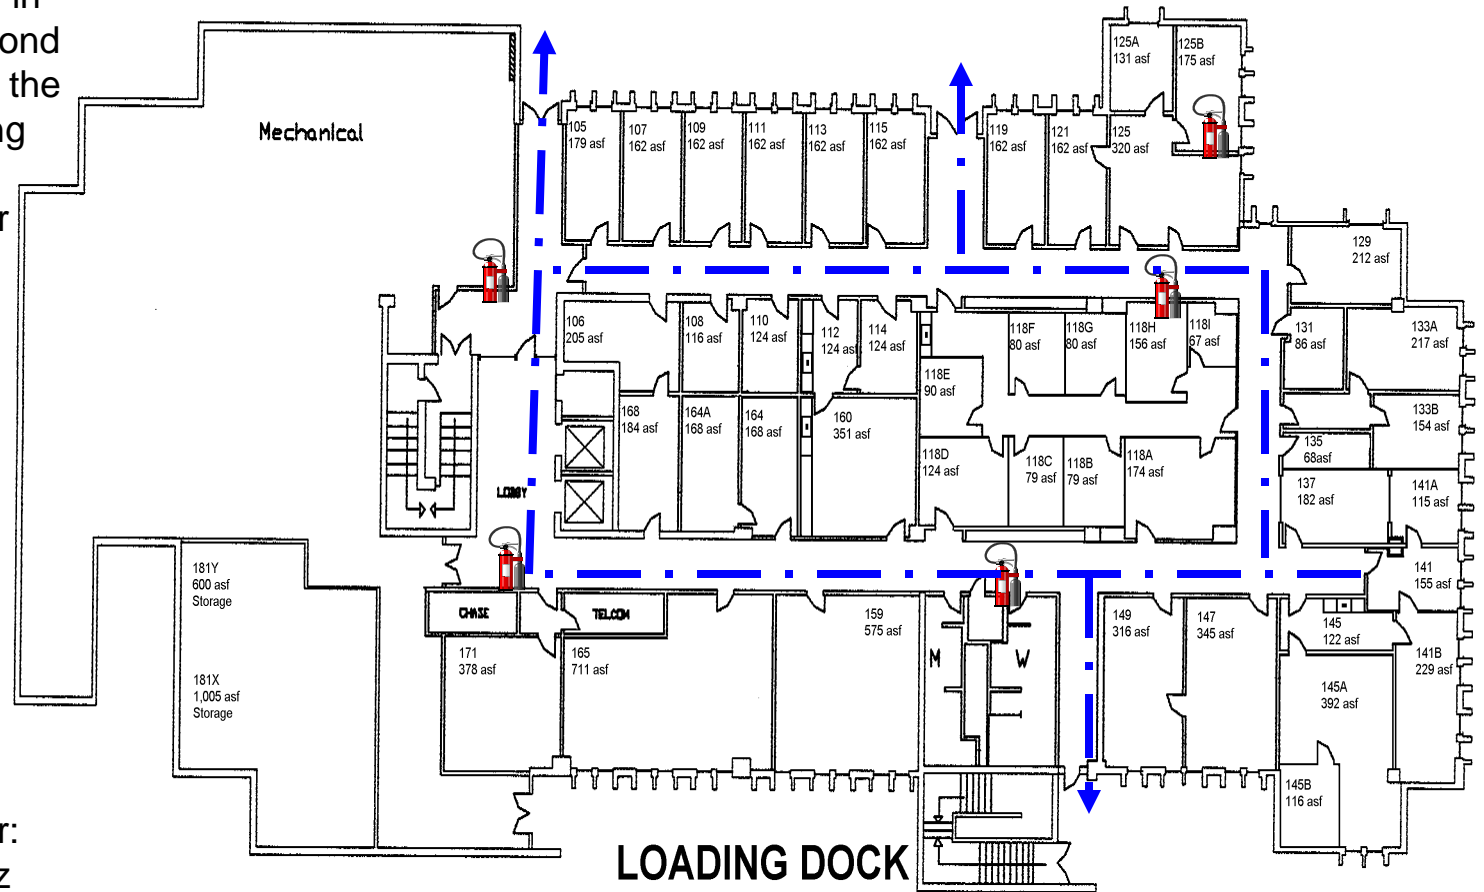 in
ond
the
ng
r
r:
z
Mechanical
125A
131 asf
125B
175 asf
105
179 asf
107
162 asf
109
162 asf
111
162 asf
113
162 asf
115
162 asf
119
162 asf
121
162 asf
125
320 asf
129
212 asf
106
205 asf
108
116 asf
110
124 asf
112
124 asf
114
124 asf
118F
80 asf
118G
80 asf
118H
156 asf
118I
67 asf
131
86 asf
133A
217 asf
118E
90 asf
168
184 asf
164A
168 asf
164
168 asf
160
351 asf
133B
154 asf
118D
124 asf
118C
79 asf
118B
79 asf
118A
174 asf
135
68asf
137
182 asf
141A
115 asf
LOBBY
181Y
600 asf
Storage
141
155 asf
CHASE
TELCOM
159
575 asf
149
316 asf
147
345 asf
145
122 asf
171
378 asf
165
711 asf
M
W
141B
229 asf
181X
1,005 asf
Storage
145A
392 asf
145B
116 asf
LOADING DOCK